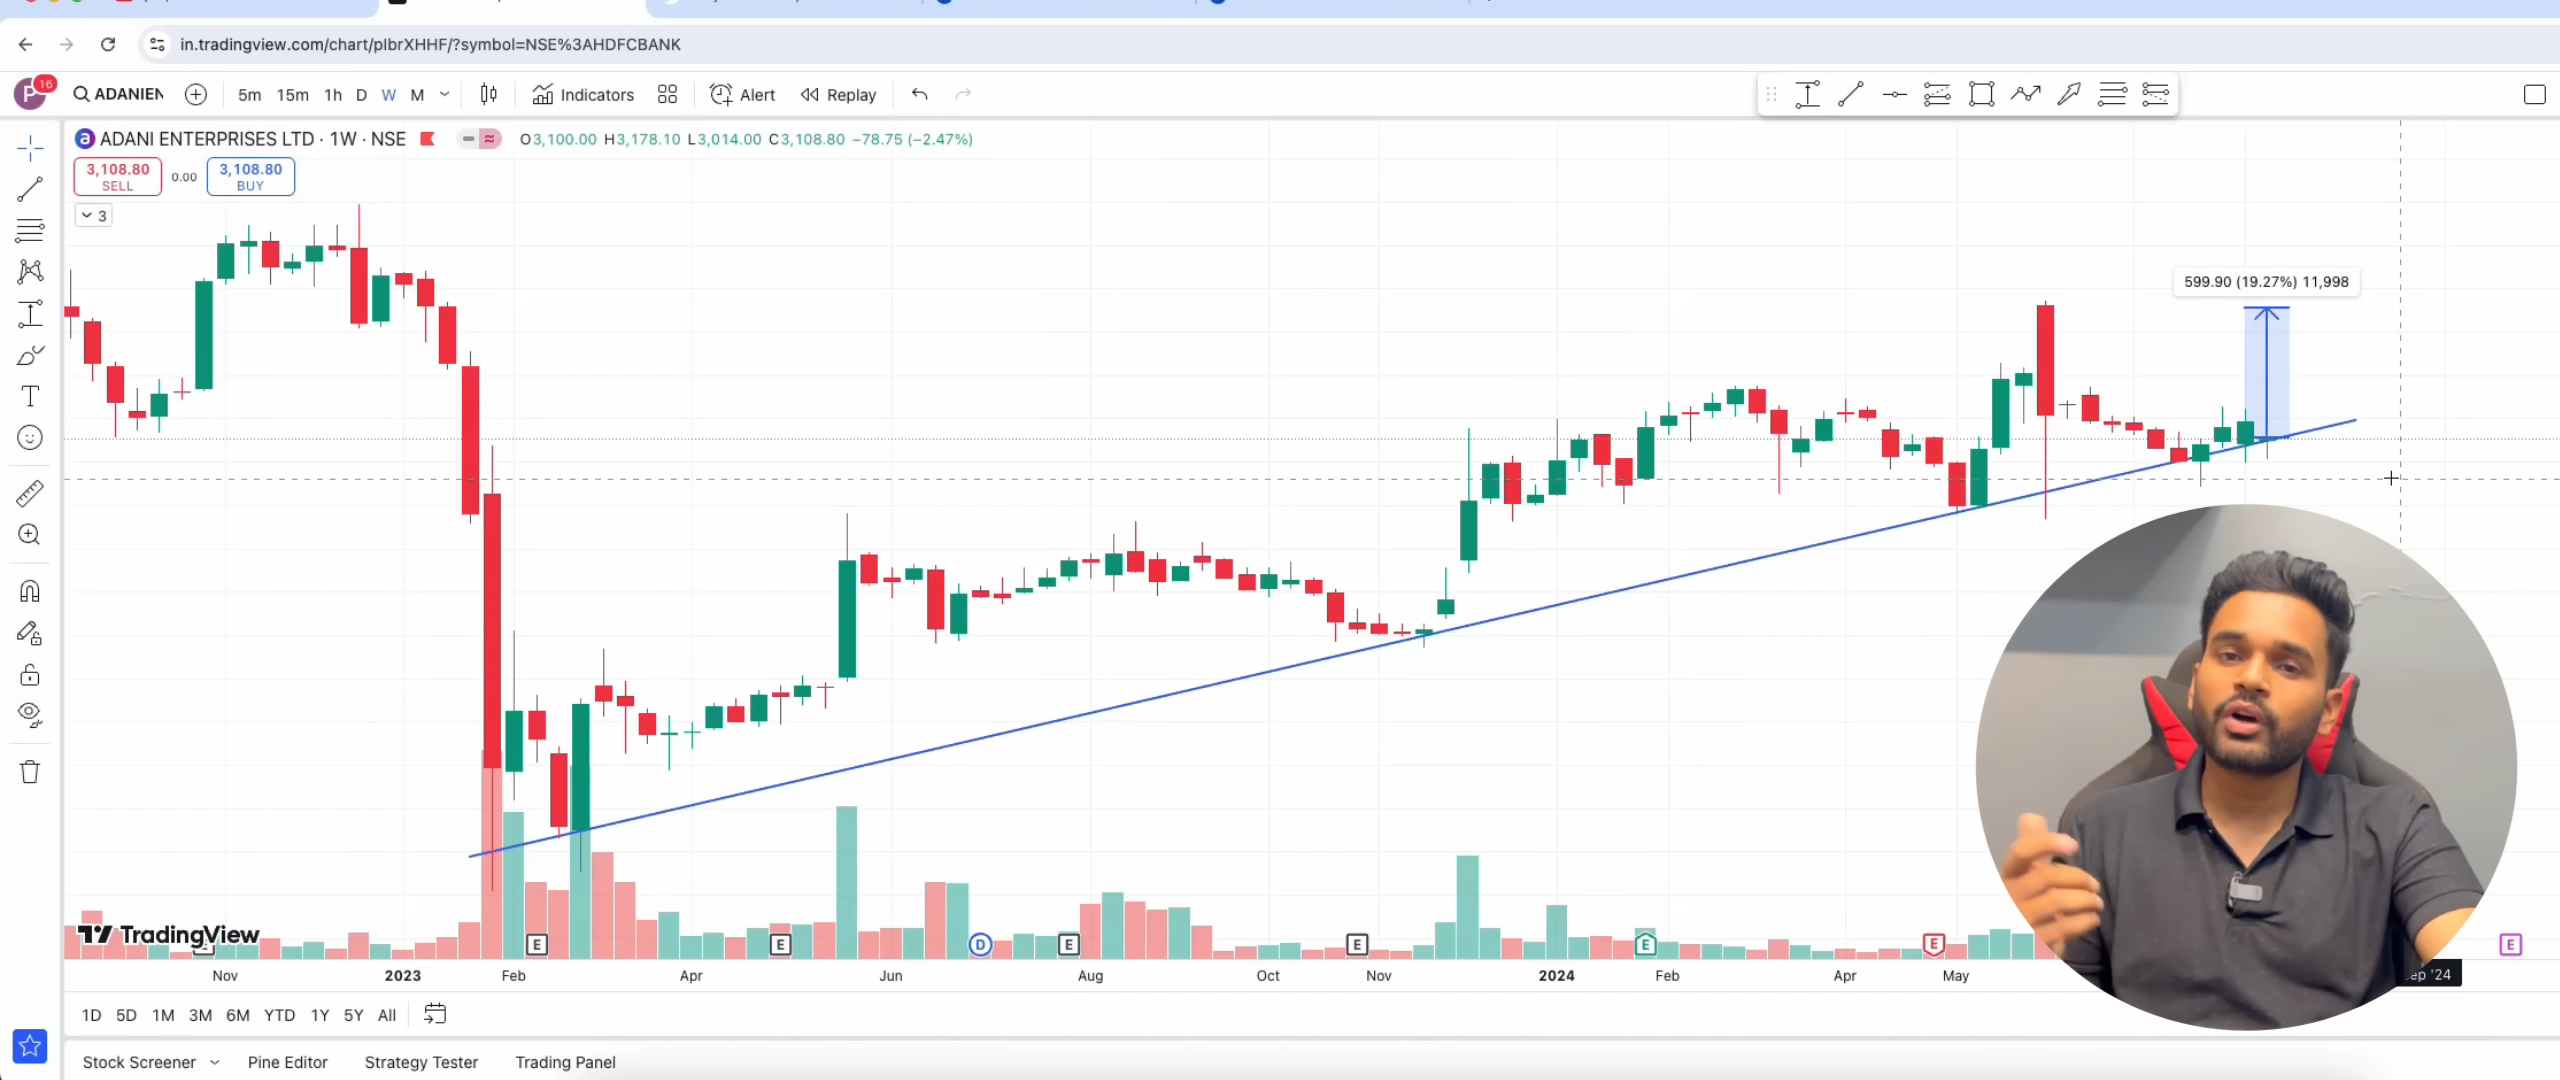 in.tradingview.com/chart/plbrXHHF/?symbol=NSE%3AHDFCBANK
P 16 ADANIEN 5m 15m 1h D W M Indicators Alert Replay
ADANI ENTERPRISES LTD · 1W · NSE O3,100.00 H3,178.10 L3,014.00 C3,108.80 −78.75 (−2.47%)
3,108.80 SELL 0.00 3,108.80 BUY
3
599.90 (19.27%) 11,998
TradingView
E E E D E E E E E
Nov 2023 Feb Apr Jun Aug Oct Nov 2024 Feb Apr May '24
1D 5D 1M 3M 6M YTD 1Y 5Y All
Stock Screener Pine Editor Strategy Tester Trading Panel